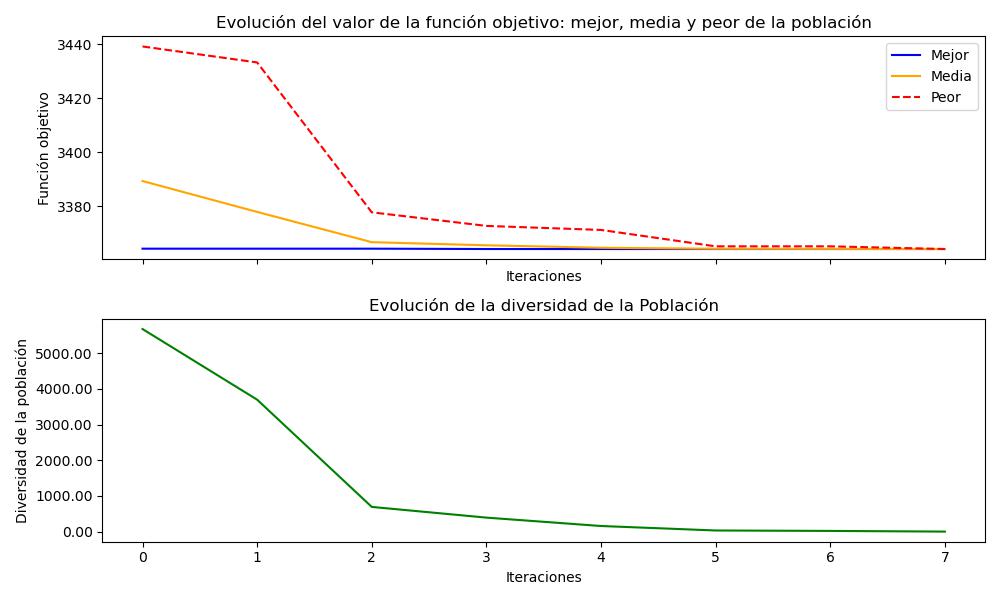 Evolución del valor de la función objetivo: mejor, media y peor de la población
3440
3420
3400
3380
Función objetivo
Mejor
Media
Peor
Iteraciones
Evolución de la diversidad de la Población
5000.00
4000.00
3000.00
2000.00
1000.00
0.00
Diversidad de la población
0 1 2 3 4 5 6 7
Iteraciones